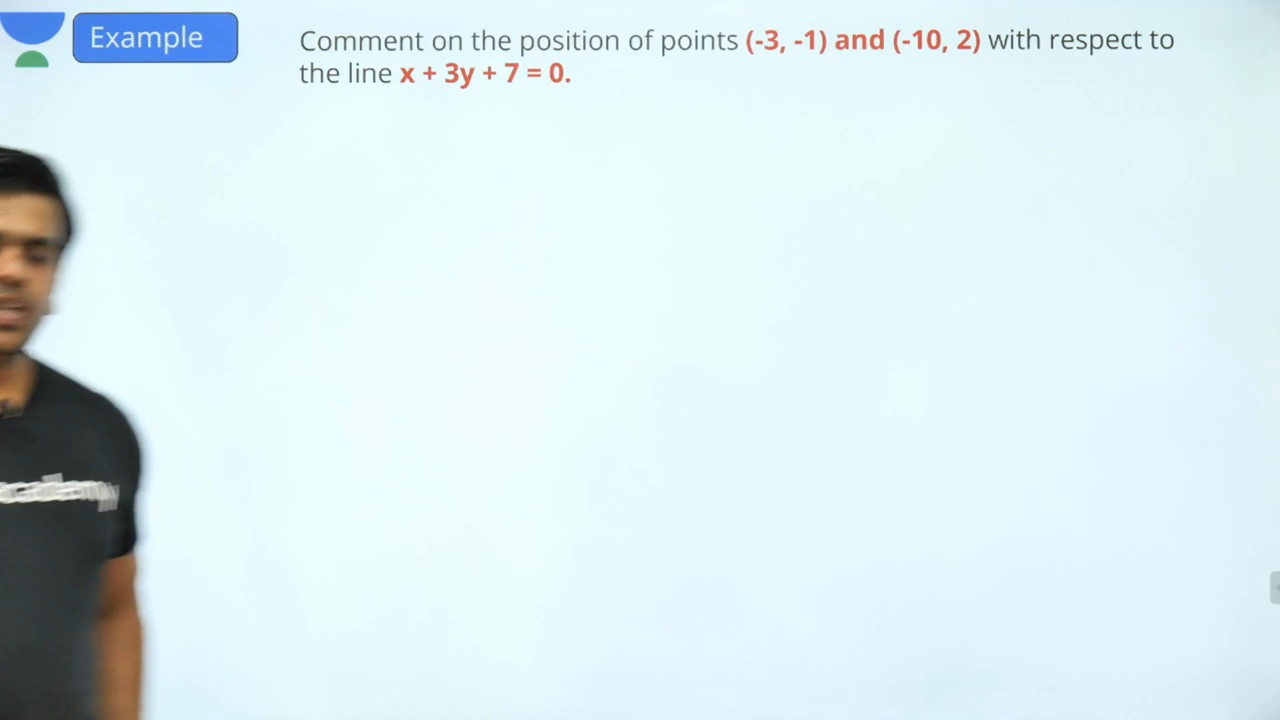 Example
Comment on the position of points (-3, -1) and (-10, 2) with respect to
the line x + 3y + 7 = 0.